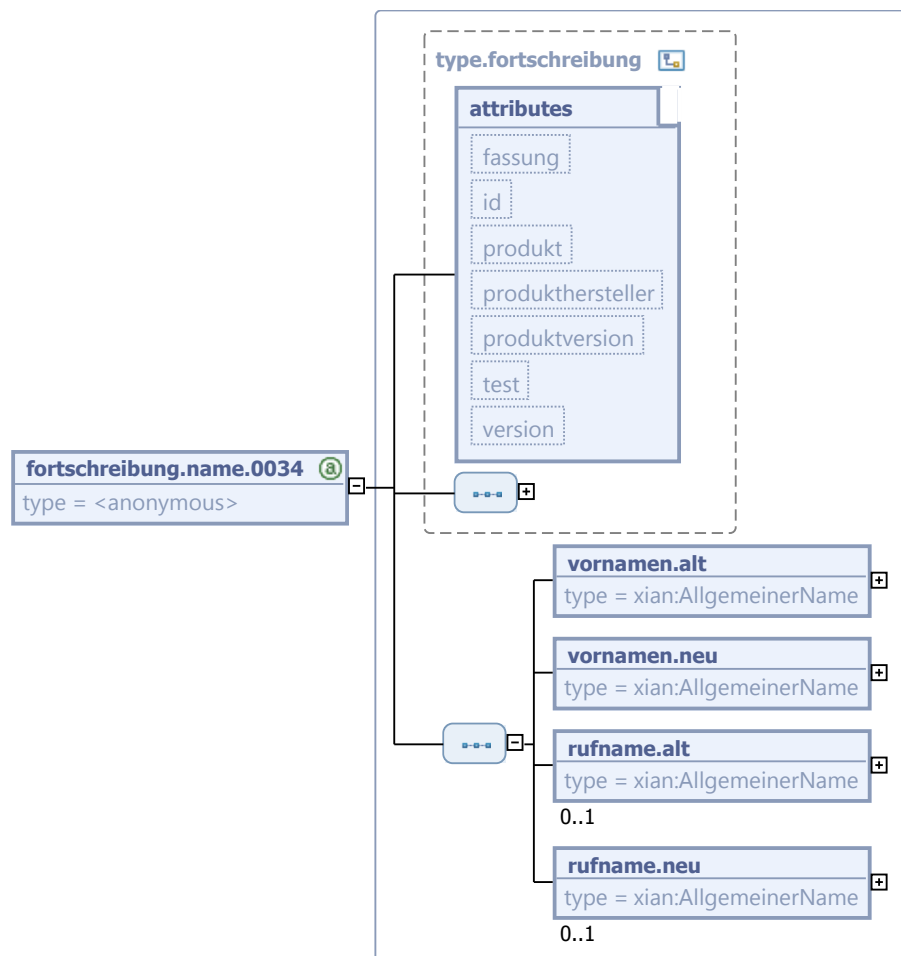 type.fortschreibung
attributes
fassung
id
produkt
produkthersteller
produktversion
test
version
fortschreibung.name.0034 a
type = <anonymous>
vornamen.alt
type = xian:AllgemeinerName
vornamen.neu
type = xian:AllgemeinerName
rufname.alt
type = xian:AllgemeinerName
0..1
rufname.neu
type = xian:AllgemeinerName
0..1